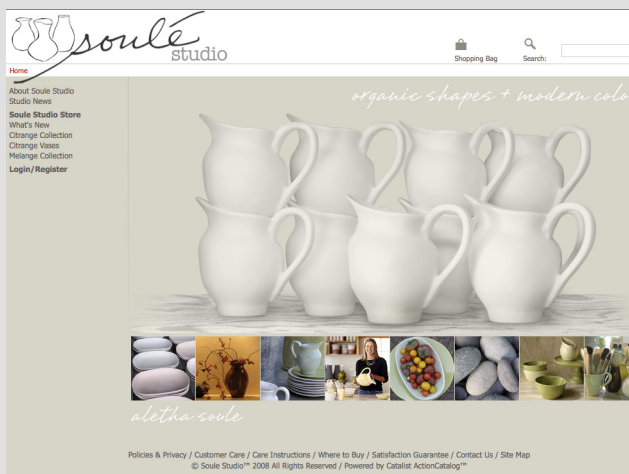 soulé
studio
Shopping Bag
Search:
Home
About Soule Studio
Studio News
Soule Studio Store
What's New
Citrange Collection
Citrange Vases
Melange Collection
Login/Register
organic shapes + modern colo
aletha soule
Policies & Privacy / Customer Care / Care Instructions / Where to Buy / Satisfaction Guarantee / Contact Us / Site Map
© Soule Studio™ 2008 All Rights Reserved / Powered by Catalist ActionCatalog™